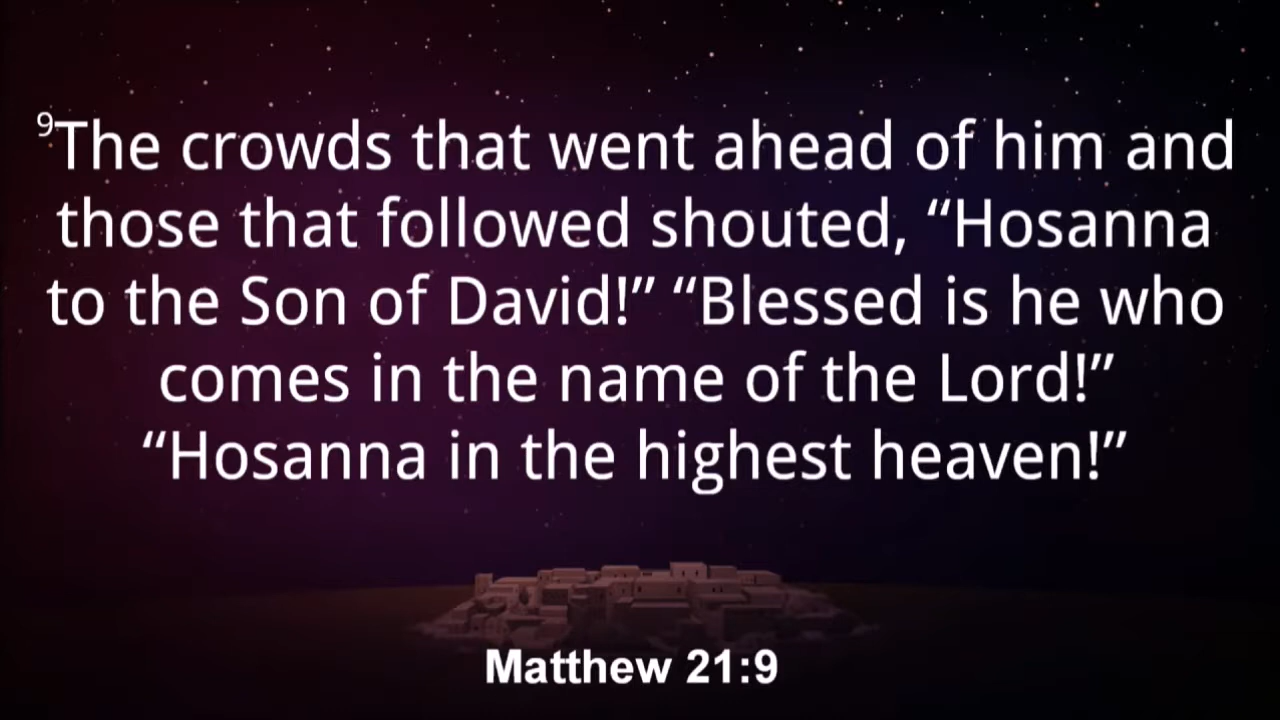 ⁹The crowds that went ahead of him and
those that followed shouted, “Hosanna
to the Son of David!” “Blessed is he who
comes in the name of the Lord!”
“Hosanna in the highest heaven!”
Matthew 21:9